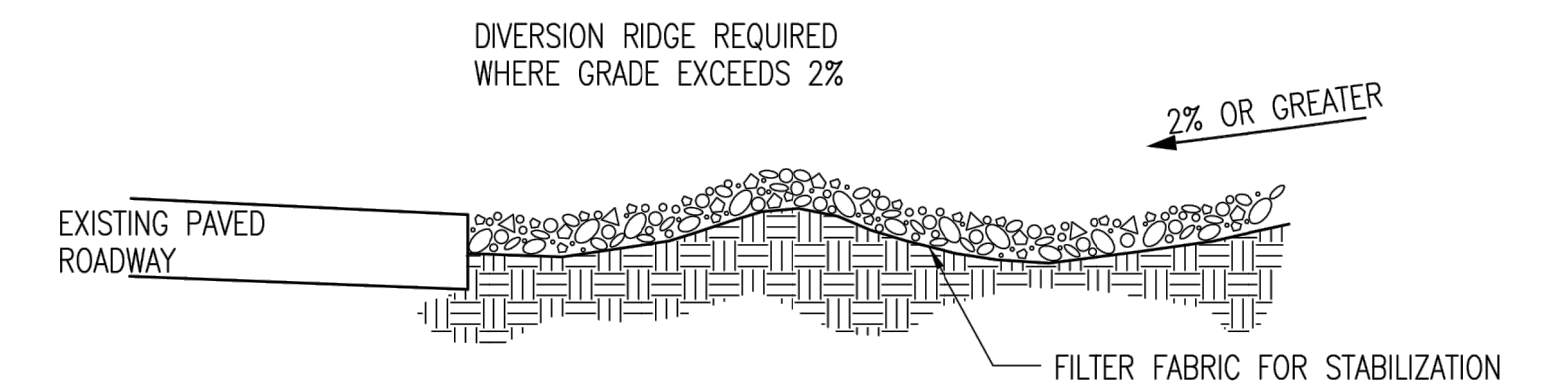 DIVERSION RIDGE REQUIRED
WHERE GRADE EXCEEDS 2%
2% OR GREATER
EXISTING PAVED
ROADWAY
FILTER FABRIC FOR STABILIZATION